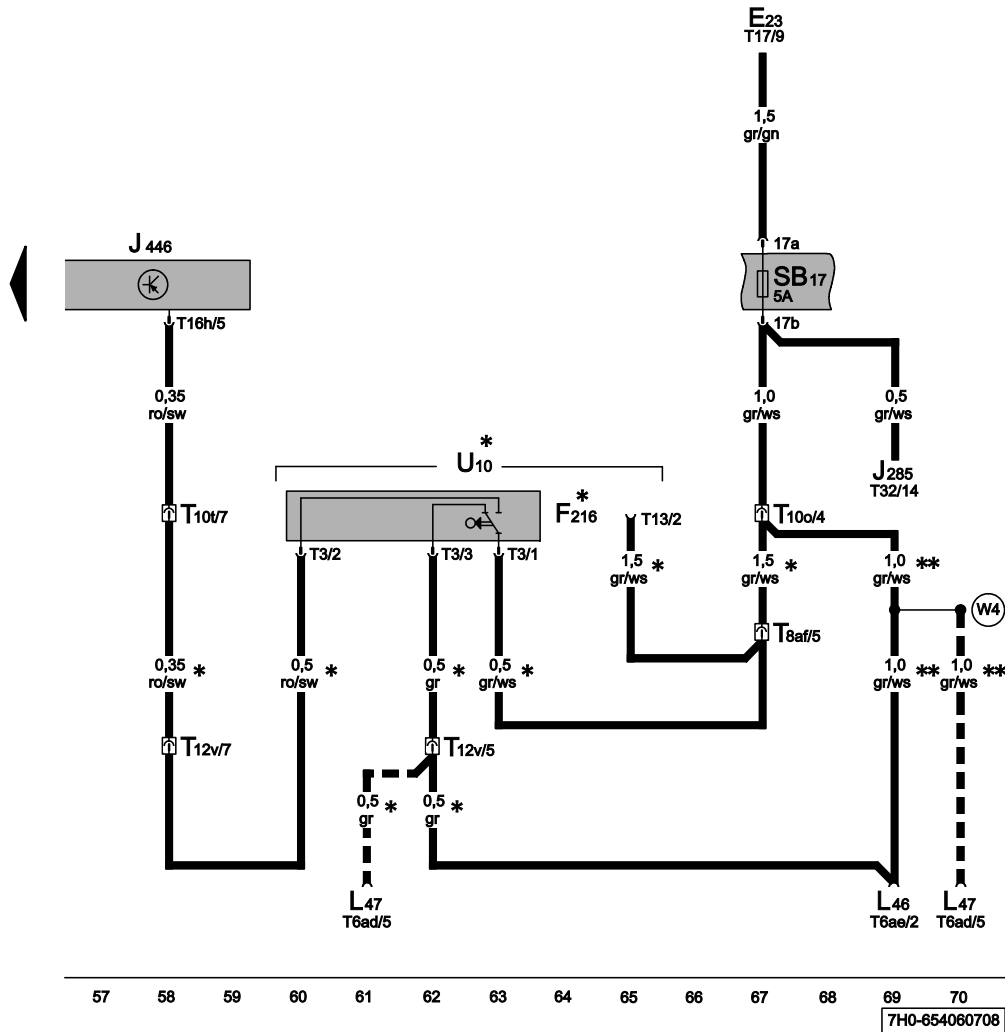 E23
T17/9
1,5
gr/gn
J 446
17a
SB17
5A
T16h/5
17b
0,35
ro/sw
1,0
gr/ws
0,5
gr/ws
U10 *
J285
T32/14
F216 *
T10t/7
T13/2
T10o/4
T3/2
T3/3
T3/1
1,5
gr/ws *
1,5
gr/ws *
1,0
gr/ws **
W4
T8af/5
0,35
ro/sw *
0,5
ro/sw *
0,5
gr *
0,5
gr/ws *
1,0
gr/ws **
1,0
gr/ws **
T12v/7
T12v/5
0,5
gr *
0,5
gr *
L47
T6ad/5
L46
T6ae/2
L47
T6ad/5
57 58 59 60 61 62 63 64 65 66 67 68 69 70
7H0-654060708